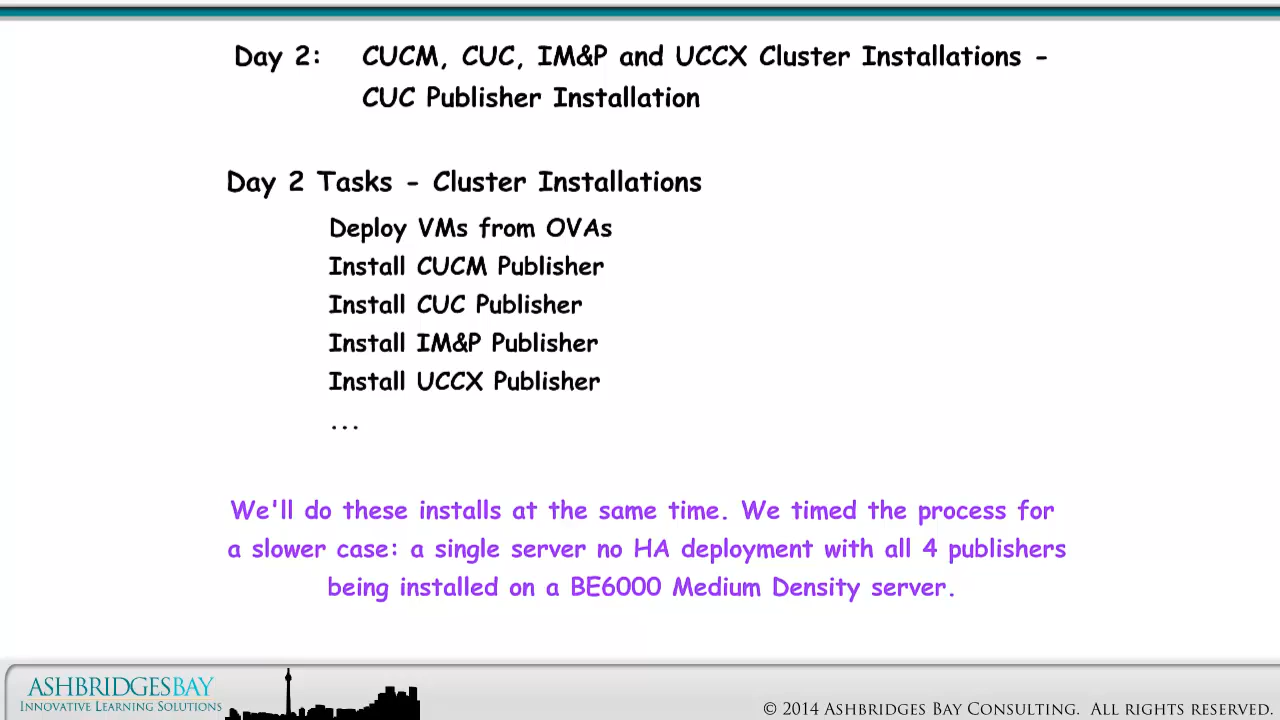 Day 2: CUCM, CUC, IM&P and UCCX Cluster Installations -
CUC Publisher Installation
Day 2 Tasks - Cluster Installations
Deploy VMs from OVAs
Install CUCM Publisher
Install CUC Publisher
Install IM&P Publisher
Install UCCX Publisher
...
We'll do these installs at the same time. We timed the process for
a slower case: a single server no HA deployment with all 4 publishers
being installed on a BE6000 Medium Density server.
ASHBRIDGESBAY
INNOVATIVE LEARNING SOLUTIONS
© 2014 ASHBRIDGES BAY CONSULTING. ALL RIGHTS RESERVED.